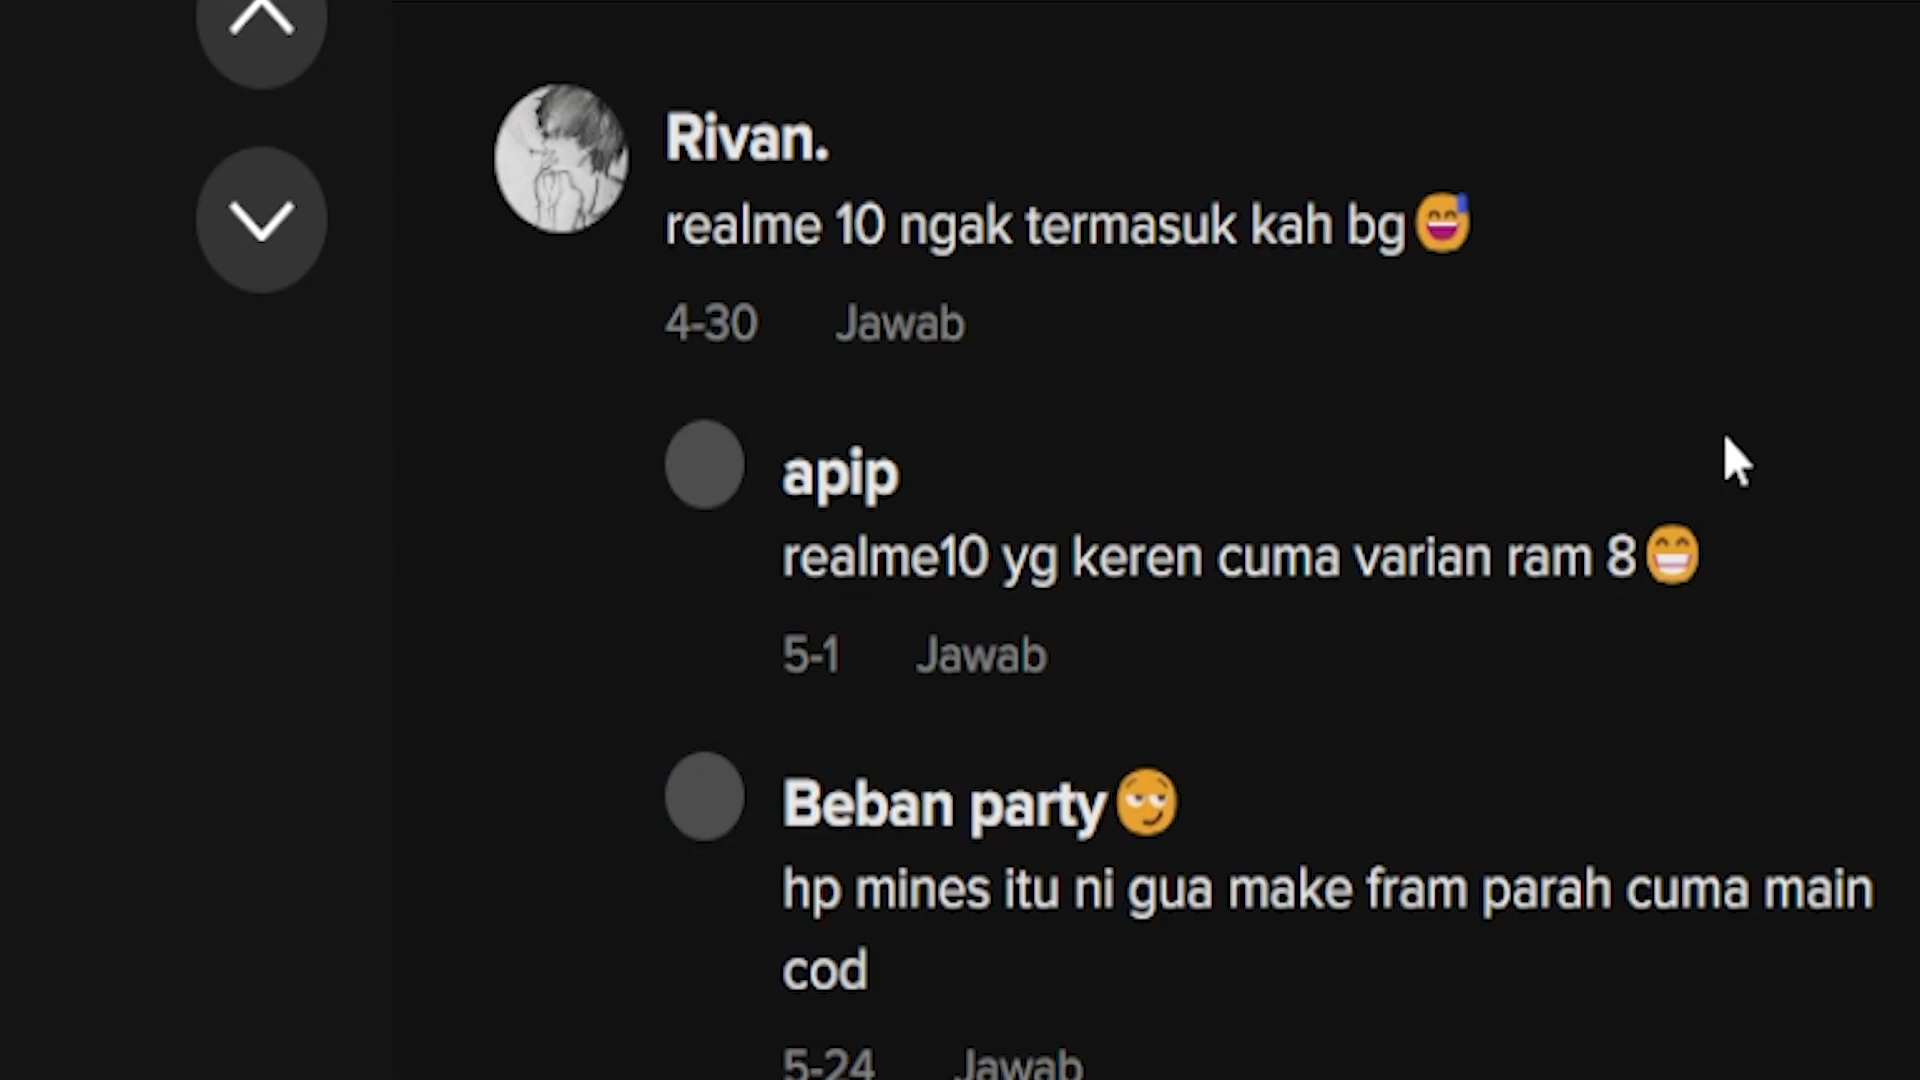 Rivan.
realme 10 ngak termasuk kah bg😅
4-30 Jawab
apip
realme10 yg keren cuma varian ram 8😁
5-1 Jawab
Beban party😏
hp mines itu ni gua make fram parah cuma main
cod
5-24 Jawab